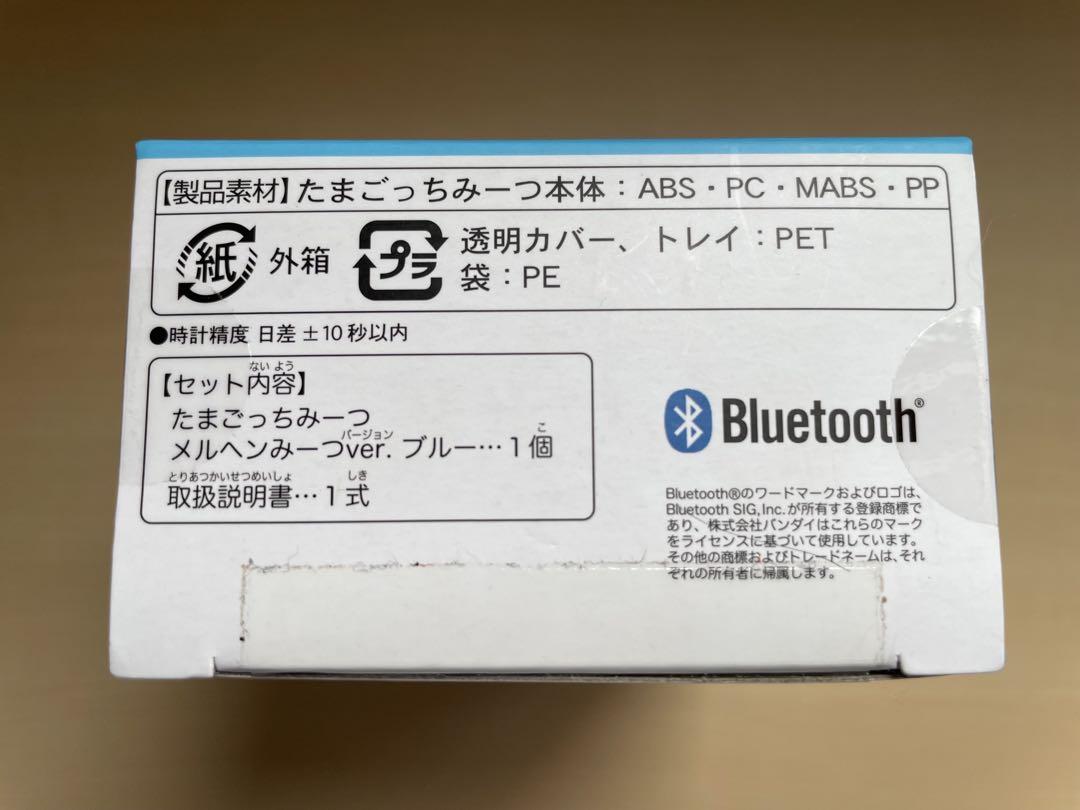 【製品素材】たまごっちみーつ本体：ABS・PC・MABS・PP
紙 外箱
プラ 透明カバー、トレイ：PET
袋：PE
●時計精度 日差 ±10 秒以内
ないよう
【セット内容】
たまごっちみーつ
バージョン こ
メルヘンみーつver. ブルー…1個
とりあつかいせつめいしょ しき
取扱説明書…1式
Bluetooth®
Bluetooth®のワードマークおよびロゴは、
Bluetooth SIG,Inc.が所有する登録商標で
あり、株式会社バンダイはこれらのマーク
をライセンスに基づいて使用しています。
その他の商標およびトレードネームは、それ
ぞれの所有者に帰属します。